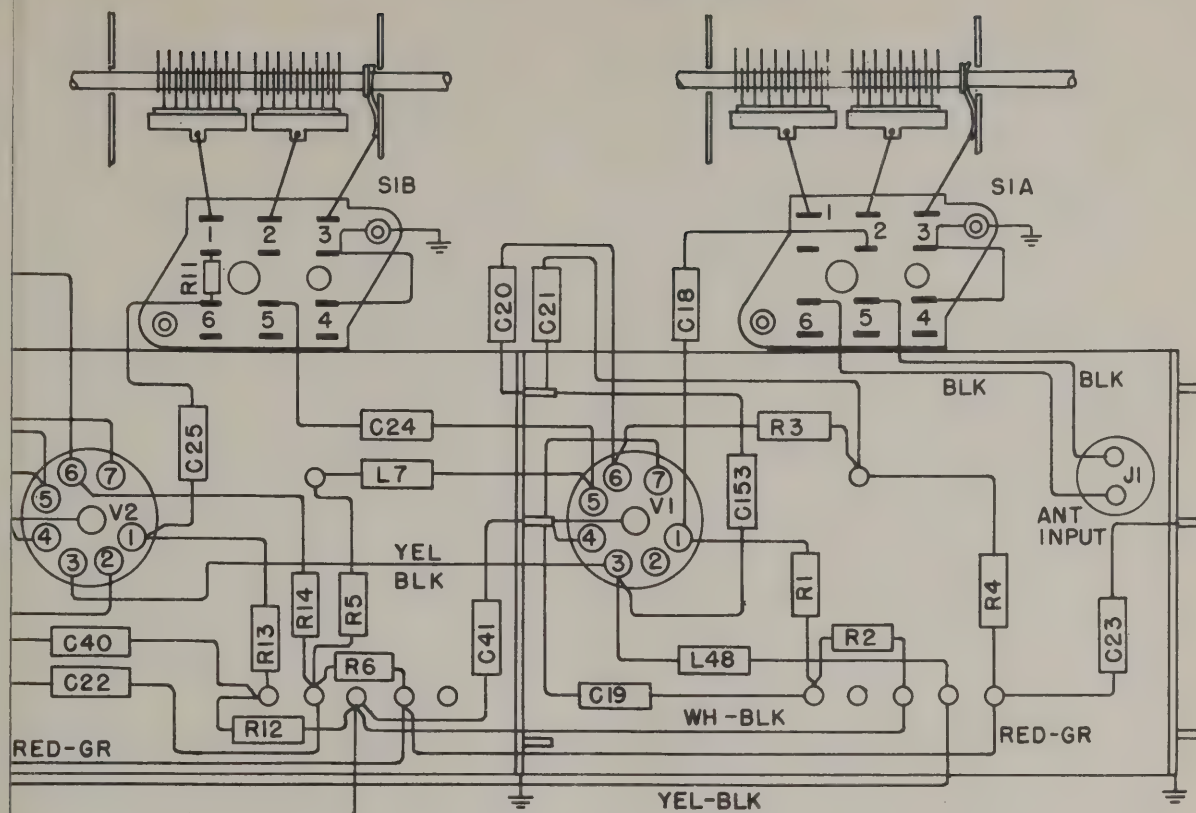 S1B
S1A
1
2
3
1
2
3
R11
6
5
4
C20
C21
C18
6
5
4
BLK
BLK
C25
C24
R3
L7
6
7
5
V2
4
1
3
2
6
7
5
V1
4
1
3
2
C153
J1
ANT
INPUT
YEL
BLK
R14
R5
R13
C41
R1
R4
C23
C40
C22
R6
R2
L48
C19
R12
WH-BLK
RED-GR
RED-GR
YEL-BLK